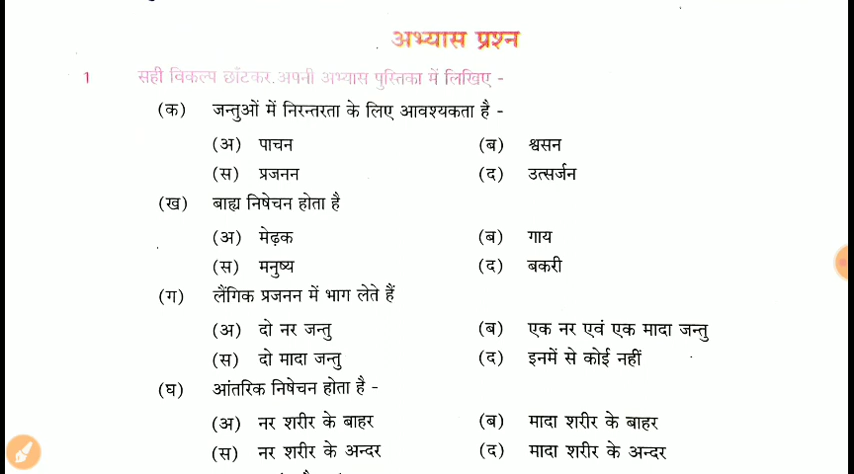 अभ्यास प्रश्न
1 सही विकल्प छाँटकर अपनी अभ्यास पुस्तिका में लिखिए -
(क) जन्तुओं में निरन्तरता के लिए आवश्यकता है -
(अ) पाचन (ब) श्वसन
(स) प्रजनन (द) उत्सर्जन
(ख) बाह्य निषेचन होता है
(अ) मेढ़क (ब) गाय
(स) मनुष्य (द) बकरी
(ग) लैंगिक प्रजनन में भाग लेते हैं
(अ) दो नर जन्तु (ब) एक नर एवं एक मादा जन्तु
(स) दो मादा जन्तु (द) इनमें से कोई नहीं
(घ) आंतरिक निषेचन होता है -
(अ) नर शरीर के बाहर (ब) मादा शरीर के बाहर
(स) नर शरीर के अन्दर (द) मादा शरीर के अन्दर